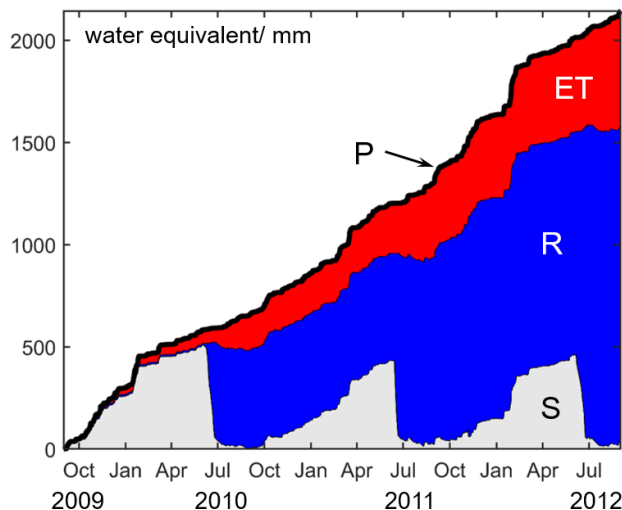 water equivalent/ mm
2000
1500
1000
500
0
P
ET
R
S
Oct Jan Apr Jul Oct Jan Apr Jul Oct Jan Apr Jul
2009 2010 2011 2012